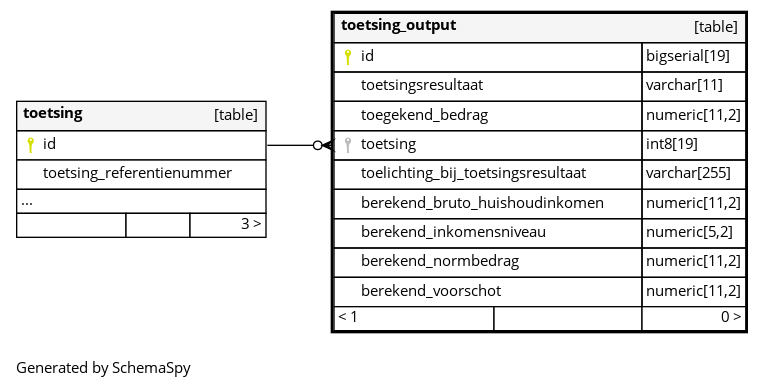 toetsing [table]
id
toetsing_referentienummer
...
3 >
toetsing_output [table]
id bigserial[19]
toetsingsresultaat varchar[11]
toegekend_bedrag numeric[11,2]
toetsing int8[19]
toelichting_bij_toetsingsresultaat varchar[255]
berekend_bruto_huishoudinkomen numeric[11,2]
berekend_inkomensniveau numeric[5,2]
berekend_normbedrag numeric[11,2]
berekend_voorschot numeric[11,2]
< 1 0 >
Generated by SchemaSpy